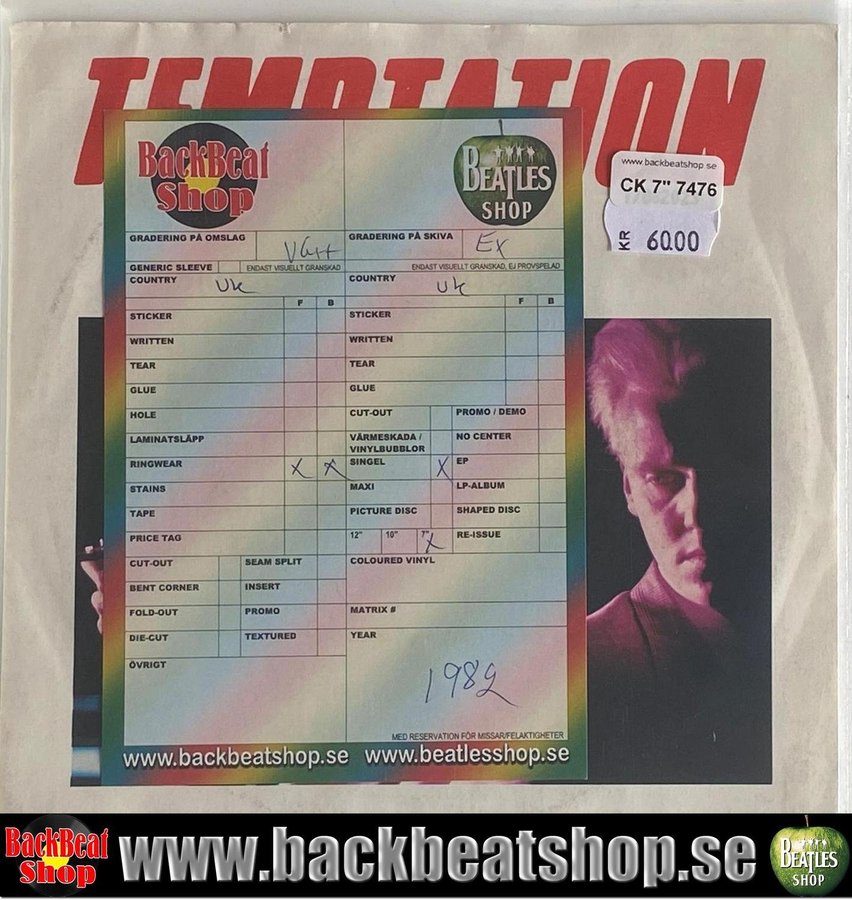 TEMPTATION
BackBeat
Shop
BEATLES
SHOP
www.backbeatshop.se
CK 7" 7476
KR 60.00
GRADERING PÅ OMSLAG VG++
GRADERING PÅ SKIVA EX
GENERIC SLEEVE ENDAST VISUELLT GRANSKAD
ENDAST VISUELLT GRANSKAD, EJ PROVSPELAD
COUNTRY UK
COUNTRY UK
F B
F B
STICKER
STICKER
WRITTEN
WRITTEN
TEAR
TEAR
GLUE
GLUE
HOLE
CUT-OUT PROMO / DEMO
LAMINATSLÄPP
VÄRMESKADA /
VINYLBUBBLOR NO CENTER
RINGWEAR X X
SINGEL X EP
STAINS
MAXI LP-ALBUM
TAPE
PICTURE DISC SHAPED DISC
PRICE TAG
12" 10" 7" X RE-ISSUE
CUT-OUT SEAM SPLIT
COLOURED VINYL
BENT CORNER INSERT
FOLD-OUT PROMO
MATRIX #
DIE-CUT TEXTURED
YEAR
ÖVRIGT
1982
MED RESERVATION FÖR MISSAR/FELAKTIGHETER
www.backbeatshop.se www.beatlesshop.se
BackBeat
Shop
www.backbeatshop.se
BEATLES
SHOP